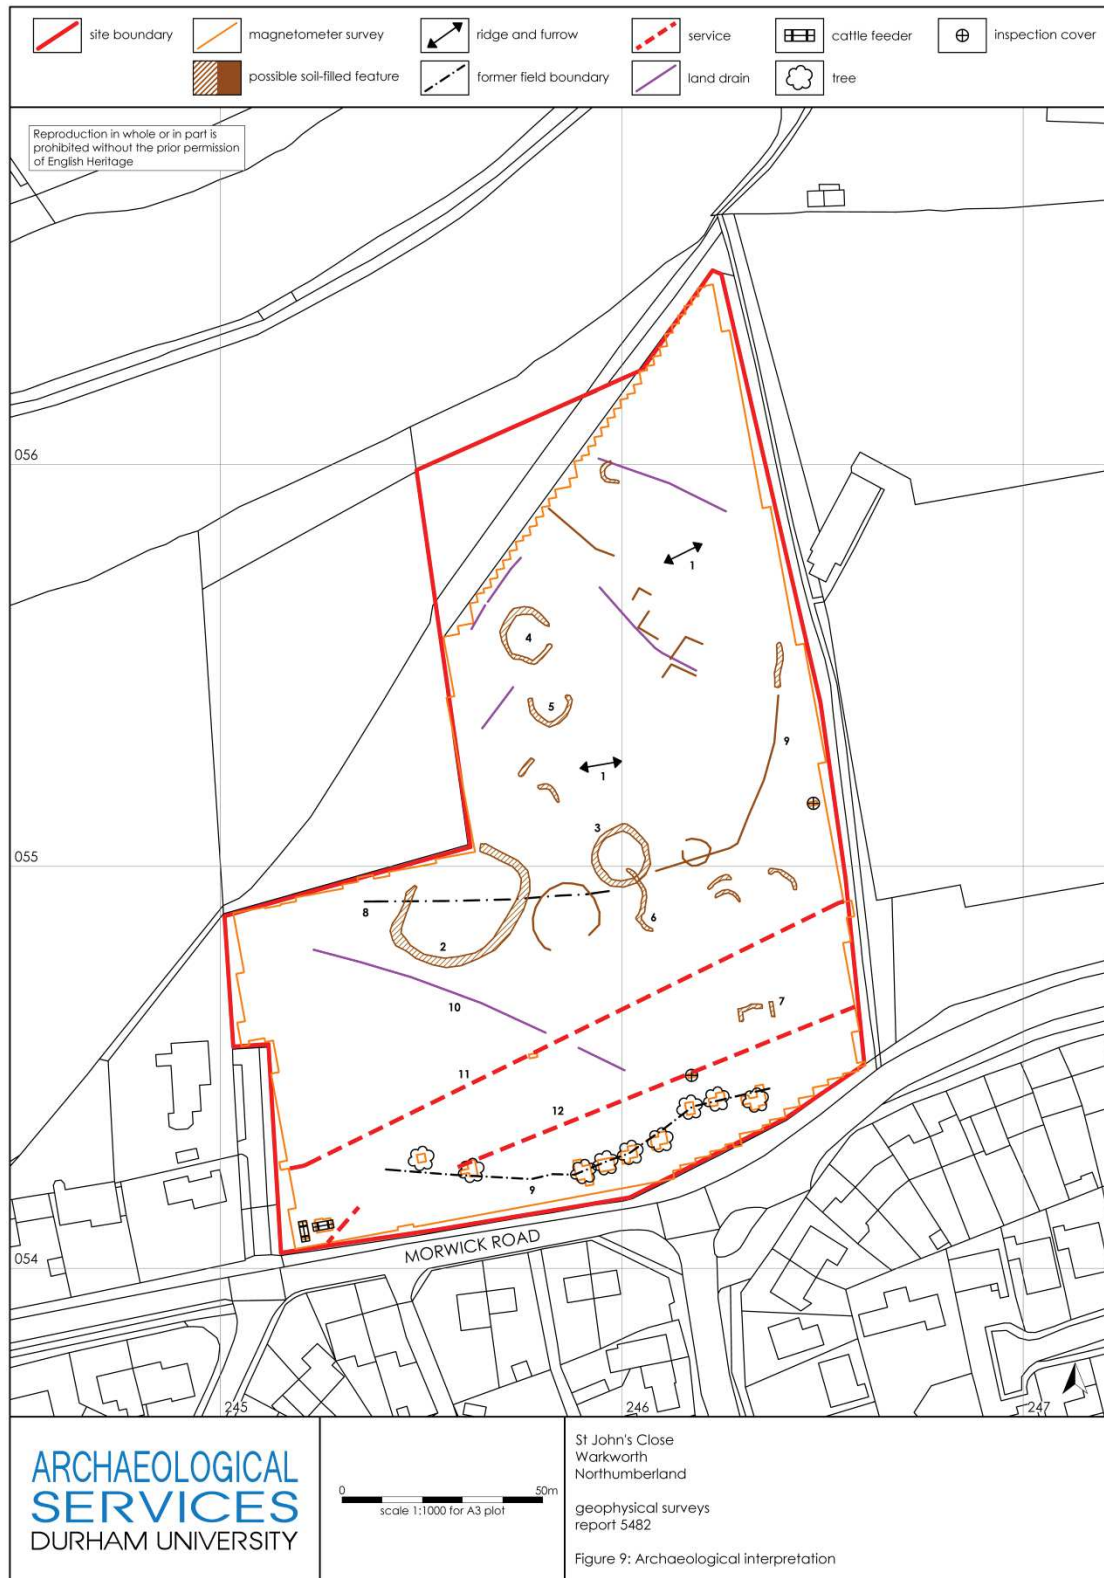 site boundary
magnetometer survey
ridge and furrow
service
cattle feeder
inspection cover
possible soil-filled feature
former field boundary
land drain
tree
Reproduction in whole or in part is
prohibited without the prior permission
of English Heritage
056
1
4
5
9
1
3
055
8
6
2
10
7
11
12
9
MORWICK ROAD
054
245
246
247
ARCHAEOLOGICAL
SERVICES
DURHAM UNIVERSITY
0 50m
scale 1:1000 for A3 plot
St John's Close
Warkworth
Northumberland
geophysical surveys
report 5482
Figure 9: Archaeological interpretation